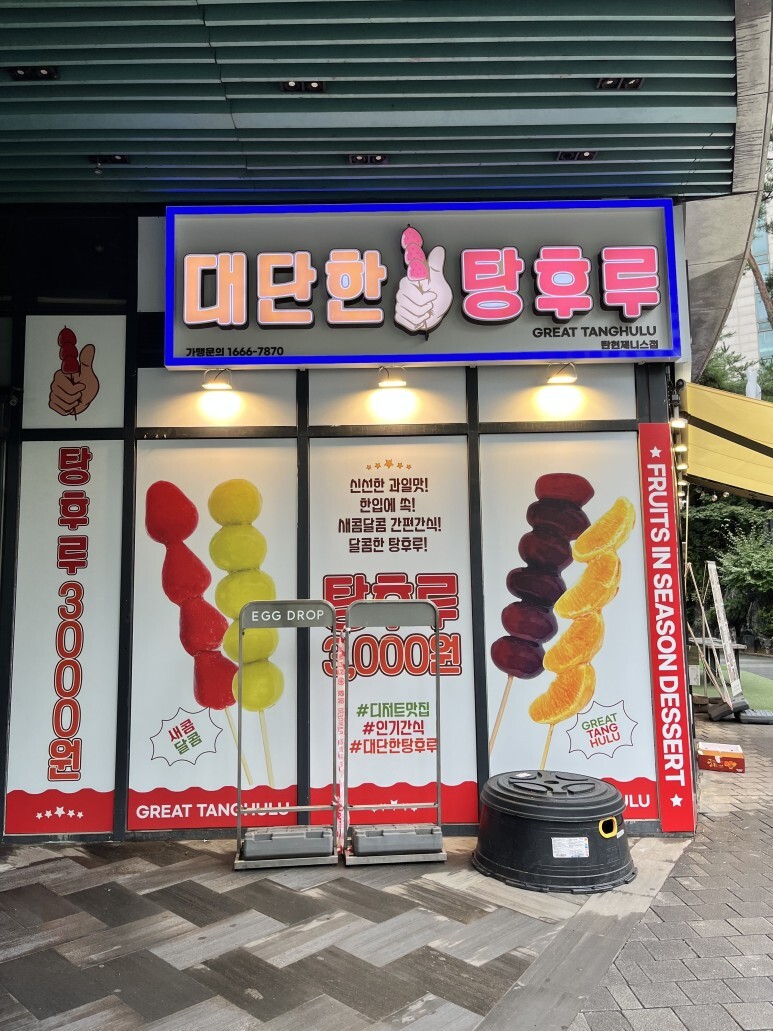 대단한 탕후루
GREAT TANGHULU
탄현제니스점
가맹문의 1666-7870
탕후루 3000원
새콤
달콤
GREAT TANGHULU
신선한 과일맛!
한입에 쏙!
새콤달콤 간편간식!
달콤한 탕후루!
탕후루
3,000원
#디저트맛집
#인기간식
#대단한탕후루
EGG DROP
GREAT
TANG
HULU
FRUITS IN SEASON DESSERT